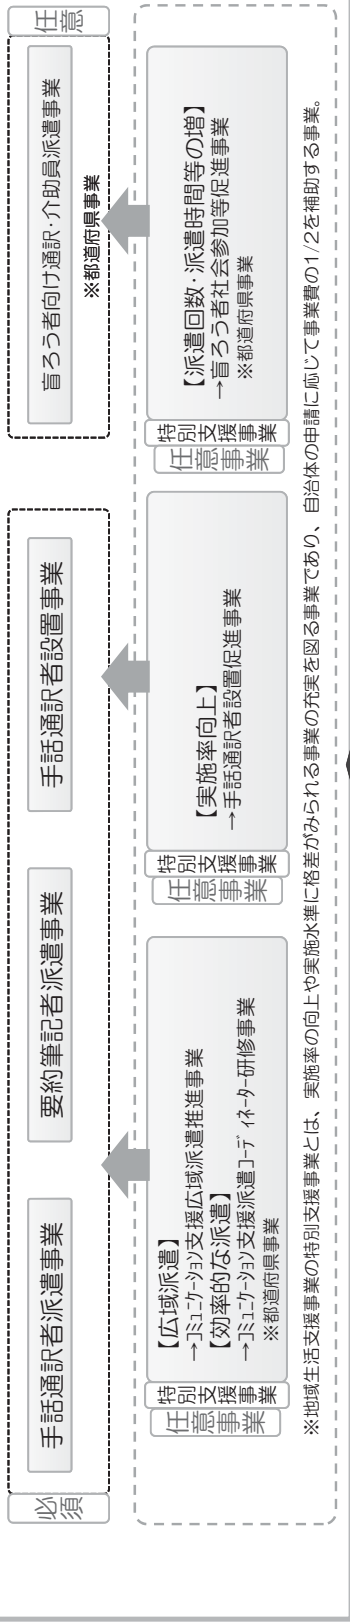 必須
手話通訳者派遣事業
要約筆記者派遣事業
手話通訳者設置事業
任意
盲ろう者向け通訳・介助員派遣事業
※都道府県事業
任意事業
特別支援事業
【広域派遣】
→ｺﾐｭﾆｹｰｼｮﾝ支援広域派遣推進事業
【効率的な派遣】
→ｺﾐｭﾆｹｰｼｮﾝ支援派遣ｺｰﾃﾞｨﾈｰﾀｰ研修事業
※都道府県事業
任意事業
特別支援事業
【実施率向上】
→手話通訳者設置促進事業
任意事業
特別支援事業
【派遣回数・派遣時間等の増】
→盲ろう者社会参加等促進事業
※都道府県事業
※地域生活支援事業の特別支援事業とは、実施率の向上や実施水準に格差がみられる事業の充実を図る事業であり、自治体の申請に応じて事業費の1/2を補助する事業。